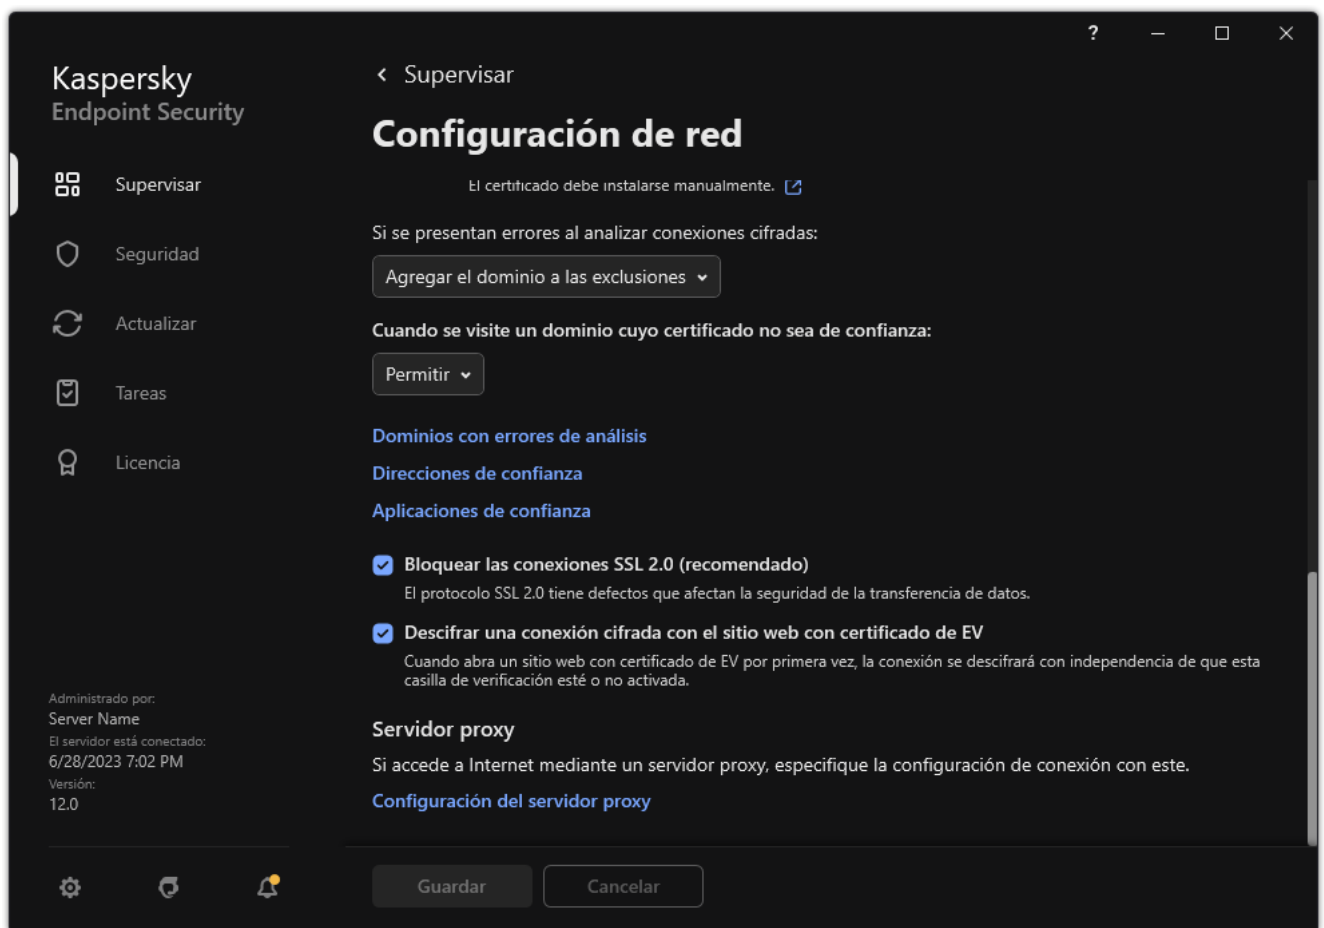 ?
Kaspersky
Endpoint Security
Supervisar
Seguridad
Actualizar
Tareas
Licencia
Administrado por:
Server Name
El servidor está conectado:
6/28/2023 7:02 PM
Versión:
12.0
Supervisar
Configuración de red
El certificado debe instalarse manualmente.
Si se presentan errores al analizar conexiones cifradas:
Agregar el dominio a las exclusiones
Cuando se visite un dominio cuyo certificado no sea de confianza:
Permitir
Dominios con errores de análisis
Direcciones de confianza
Aplicaciones de confianza
Bloquear las conexiones SSL 2.0 (recomendado)
El protocolo SSL 2.0 tiene defectos que afectan la seguridad de la transferencia de datos.
Descifrar una conexión cifrada con el sitio web con certificado de EV
Cuando abra un sitio web con certificado de EV por primera vez, la conexión se descifrará con independencia de que esta
casilla de verificación esté o no activada.
Servidor proxy
Si accede a Internet mediante un servidor proxy, especifique la configuración de conexión con este.
Configuración del servidor proxy
Guardar
Cancelar